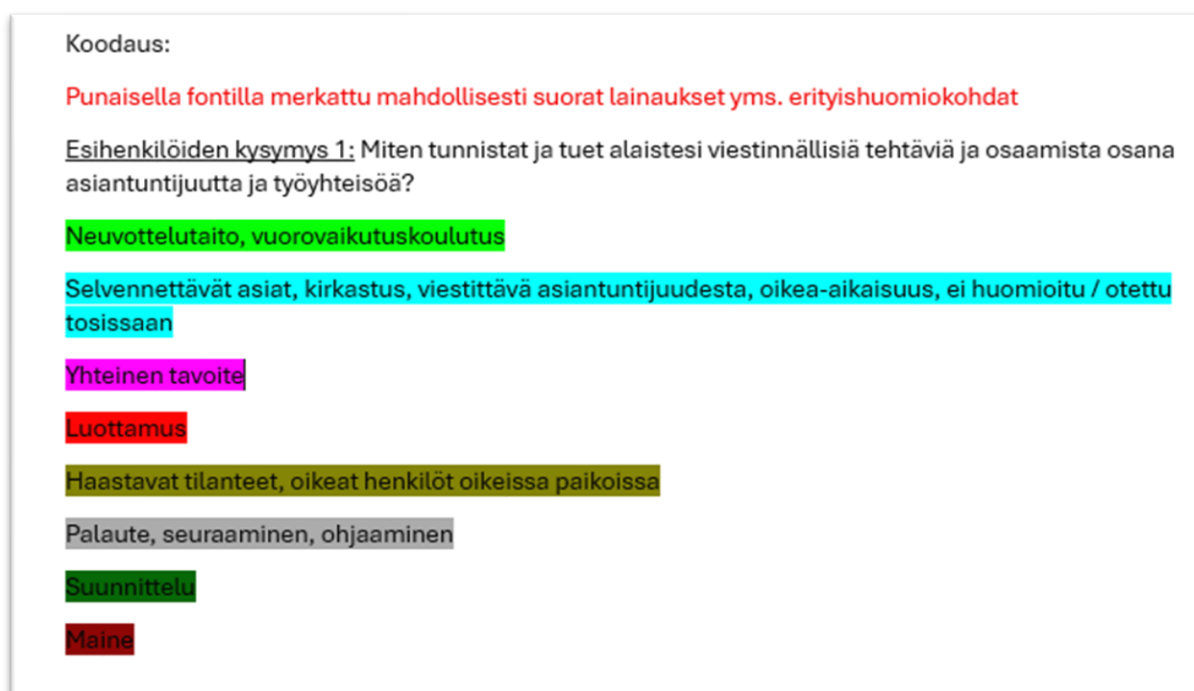 Koodaus:
Punaisella fontilla merkattu mahdollisesti suorat lainaukset yms. erityishuomiokohdat
Esihenkilöiden kysymys 1: Miten tunnistat ja tuet alaistesi viestinnällisiä tehtäviä ja osaamista osana
asiantuntijuutta ja työyhteisöä?
Neuvottelutaito, vuorovaikutuskoulutus
Selvennettävät asiat, kirkastus, viestittävä asiantuntijuudesta, oikea-aikaisuus, ei huomioitu / otettu
tosissaan
Yhteinen tavoite
Luottamus
Haastavat tilanteet, oikeat henkilöt oikeissa paikoissa
Palaute, seuraaminen, ohjaaminen
Suunnittelu
Maine